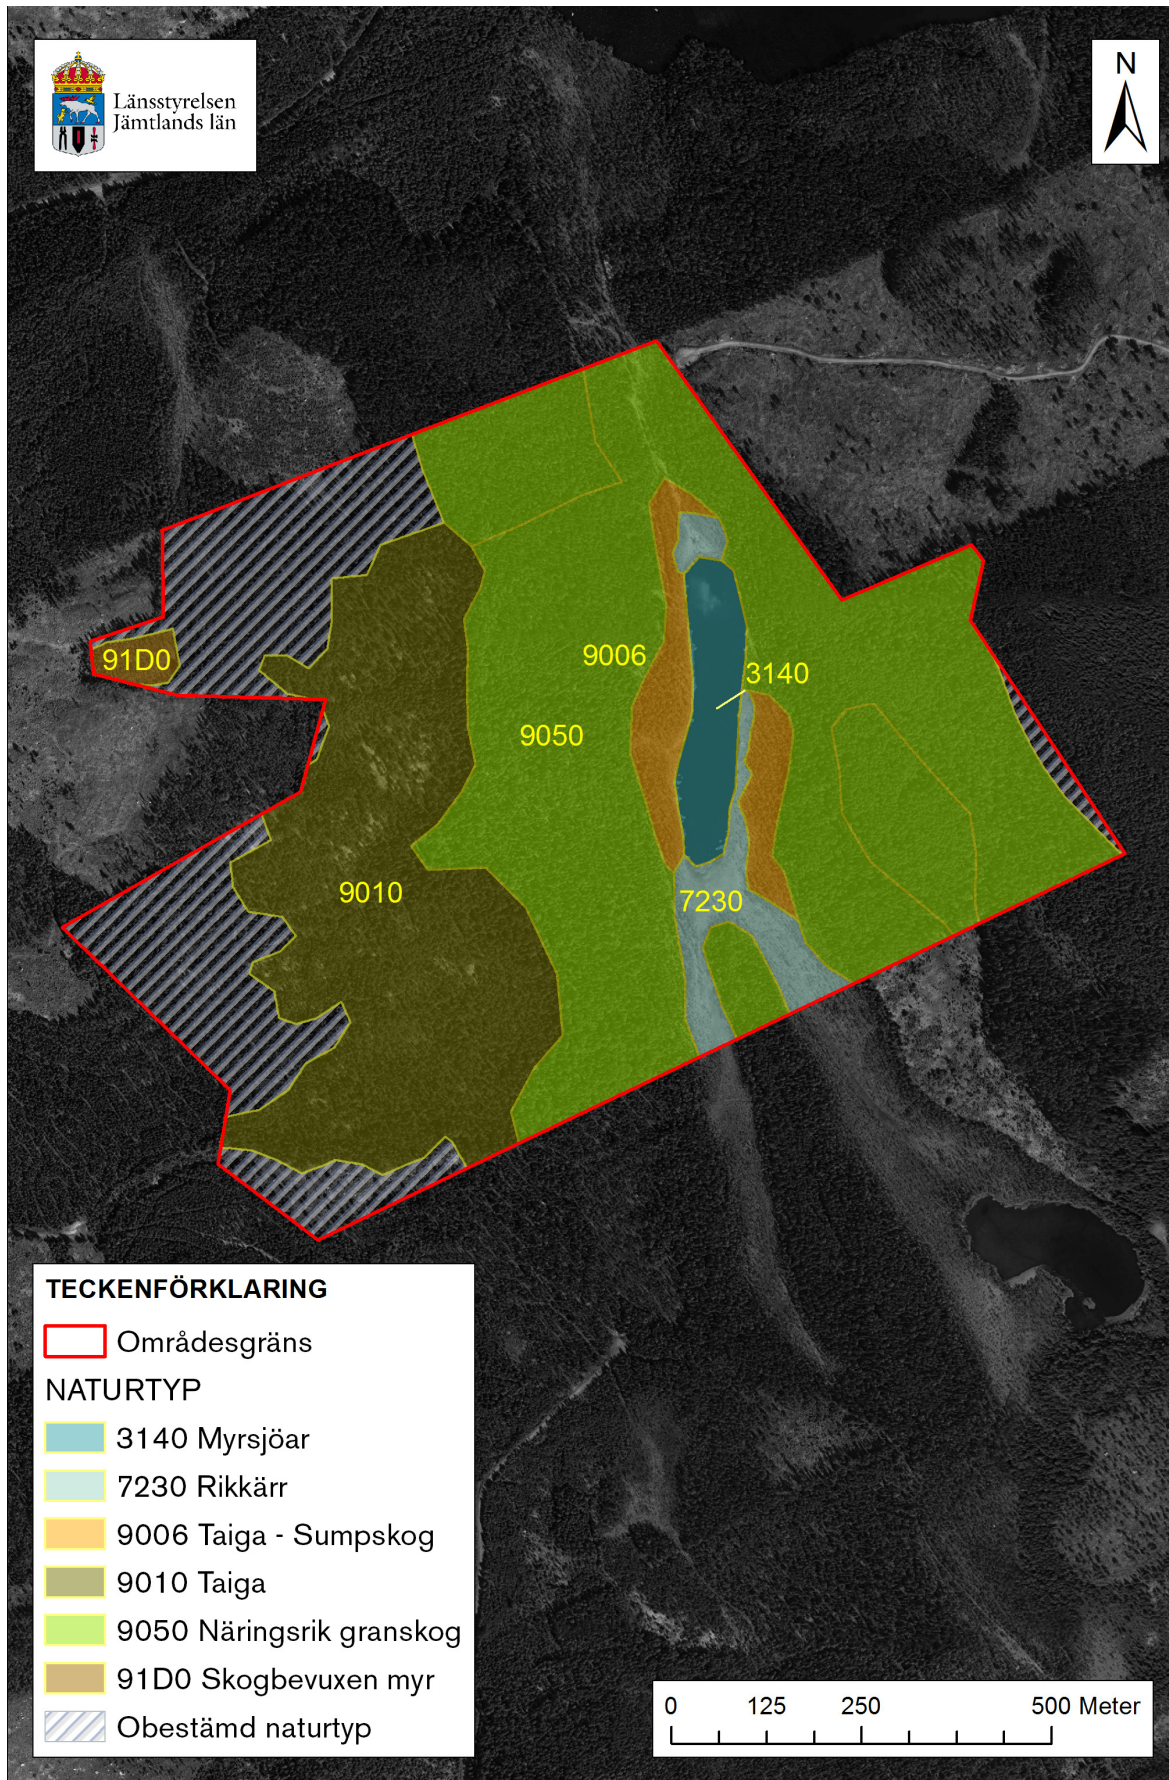 Länsstyrelsen
Jämtlands län
N
91D0
9006
3140
9050
9010
7230
TECKENFÖRKLARING
Områdesgräns
NATURTYP
3140 Myrsjöar
7230 Rikkärr
9006 Taiga - Sumpskog
9010 Taiga
9050 Näringsrik granskog
91D0 Skogbevuxen myr
Obestämd naturtyp
0 125 250 500 Meter